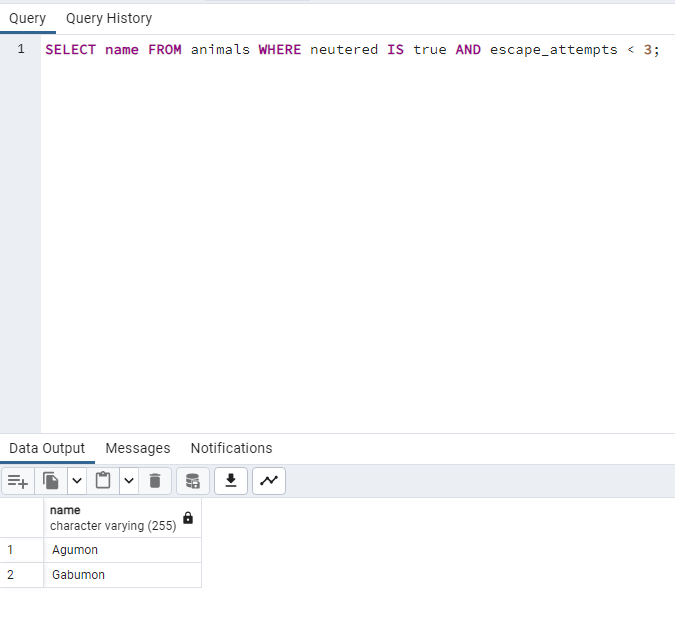 Query Query History
1 SELECT name FROM animals WHERE neutered IS true AND escape_attempts < 3;
Data Output Messages Notifications
name
character varying (255)
1 Agumon
2 Gabumon